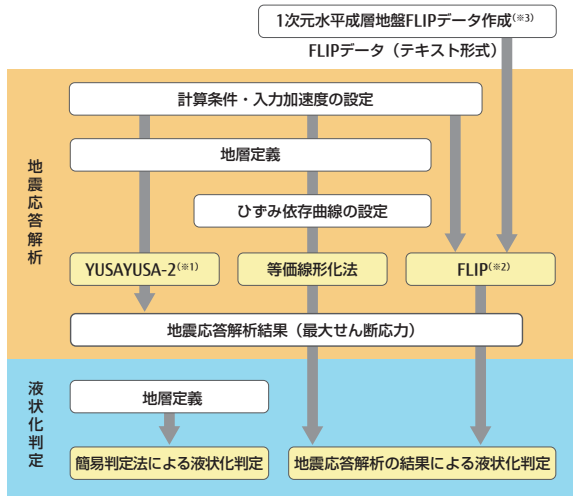 1次元水平成層地盤FLIPデータ作成(※3)
FLIPデータ（テキスト形式）
計算条件・入力加速度の設定
地層定義
ひずみ依存曲線の設定
地震応答解析
YUSAYUSA-2(※1)
等価線形化法
FLIP(※2)
地震応答解析結果（最大せん断応力）
液状化判定
地層定義
簡易判定法による液状化判定
地震応答解析の結果による液状化判定